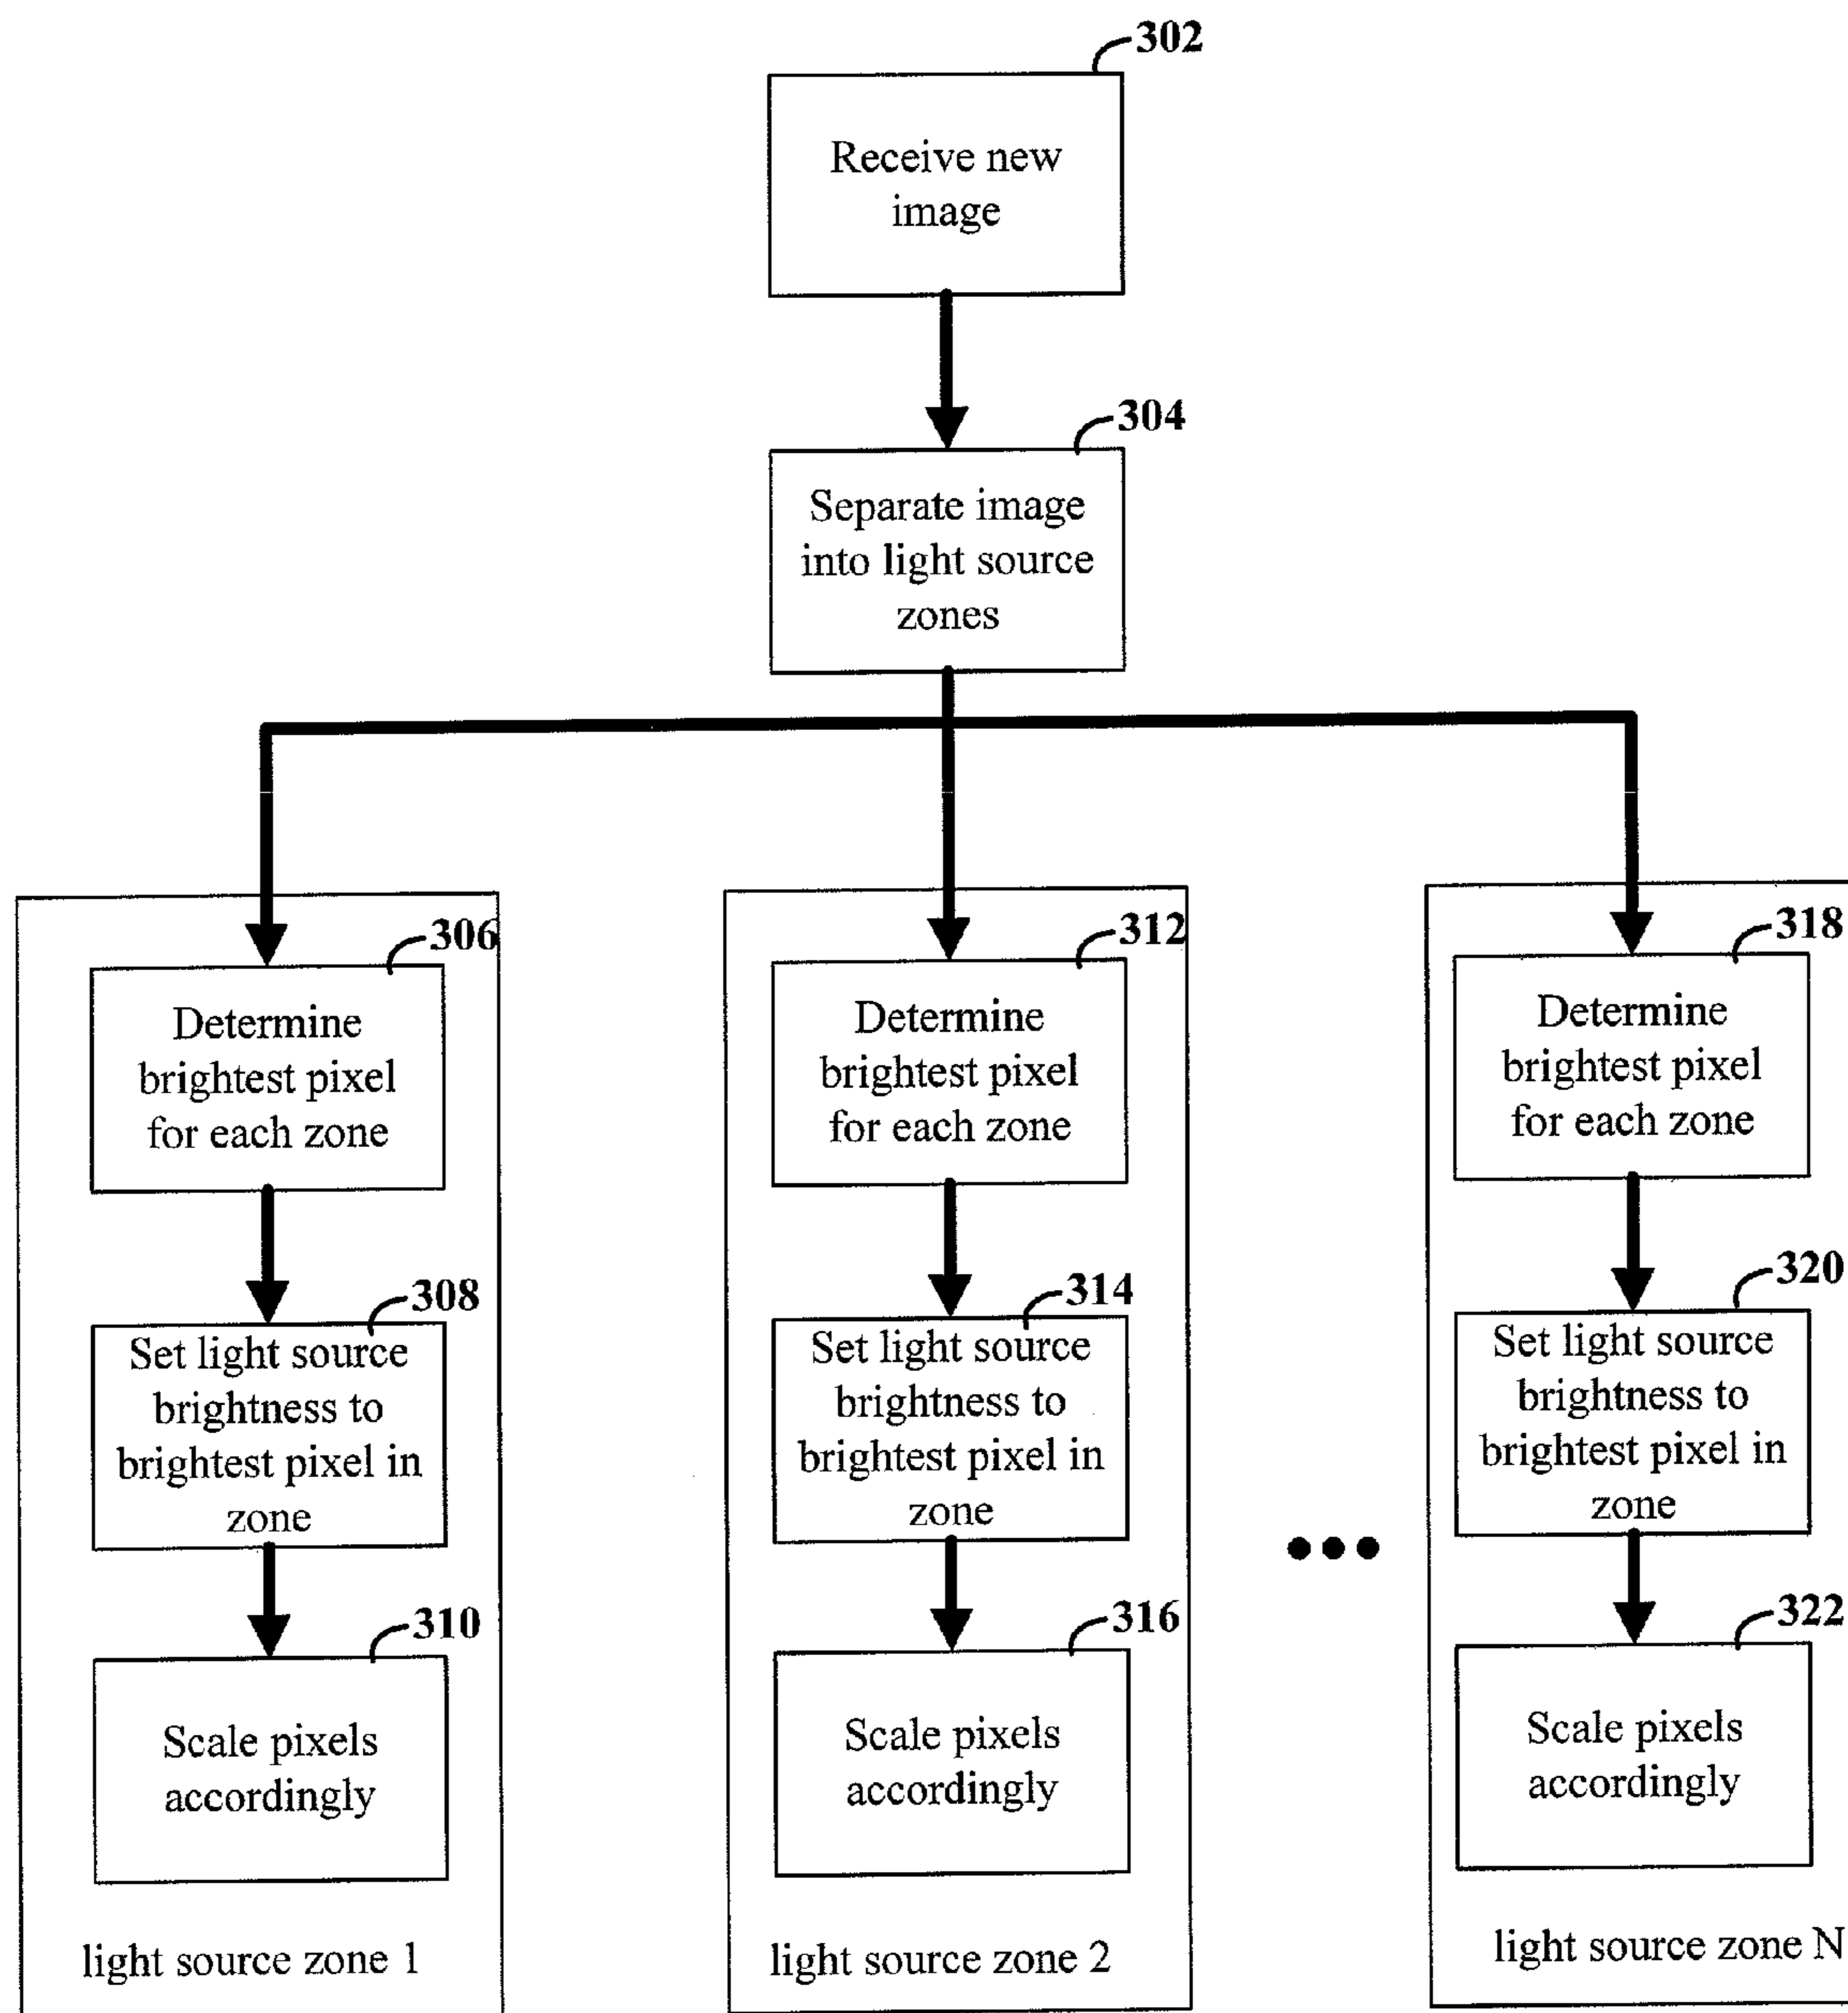 302
Receive new
image
304
Separate image
into light source
zones
306
Determine
brightest pixel
for each zone
308
Set light source
brightness to
brightest pixel in
zone
310
Scale pixels
accordingly
light source zone 1
312
Determine
brightest pixel
for each zone
314
Set light source
brightness to
brightest pixel in
zone
316
Scale pixels
accordingly
light source zone 2
318
Determine
brightest pixel
for each zone
320
Set light source
brightness to
brightest pixel in
zone
322
Scale pixels
accordingly
light source zone N